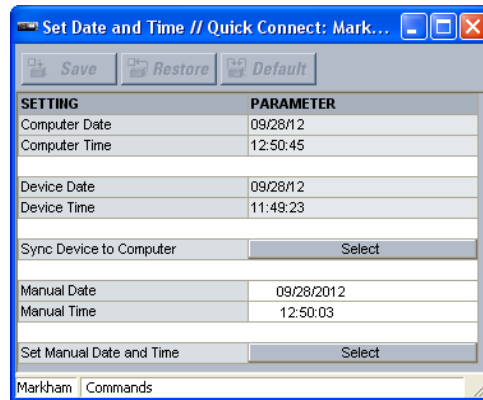 Set Date and Time // Quick Connect: Mark...
Save Restore Default
SETTING PARAMETER
Computer Date 09/28/12
Computer Time 12:50:45
Device Date 09/28/12
Device Time 11:49:23
Sync Device to Computer Select
Manual Date 09/28/2012
Manual Time 12:50:03
Set Manual Date and Time Select
Markham Commands